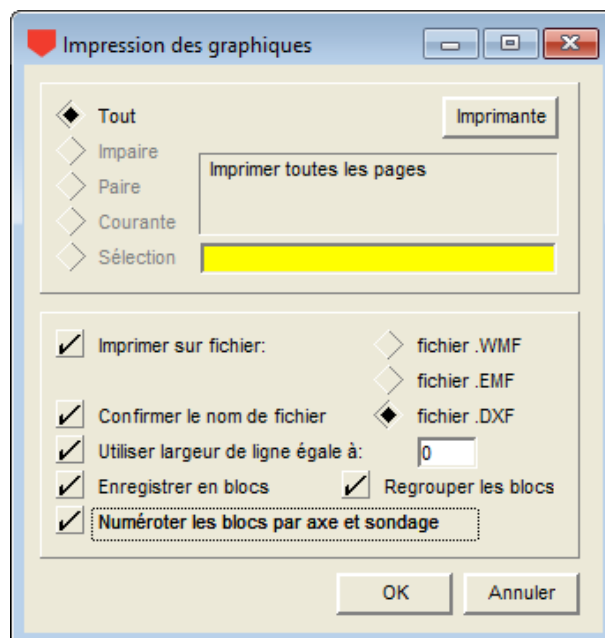 Impression des graphiques
Tout
Imprimante
Impaire
Imprimer toutes les pages
Paire
Courante
Sélection
Imprimer sur fichier:
fichier .WMF
fichier .EMF
Confirmer le nom de fichier
fichier .DXF
Utiliser largeur de ligne égale à:
0
Enregistrer en blocs
Regrouper les blocs
Numéroter les blocs par axe et sondage
OK
Annuler